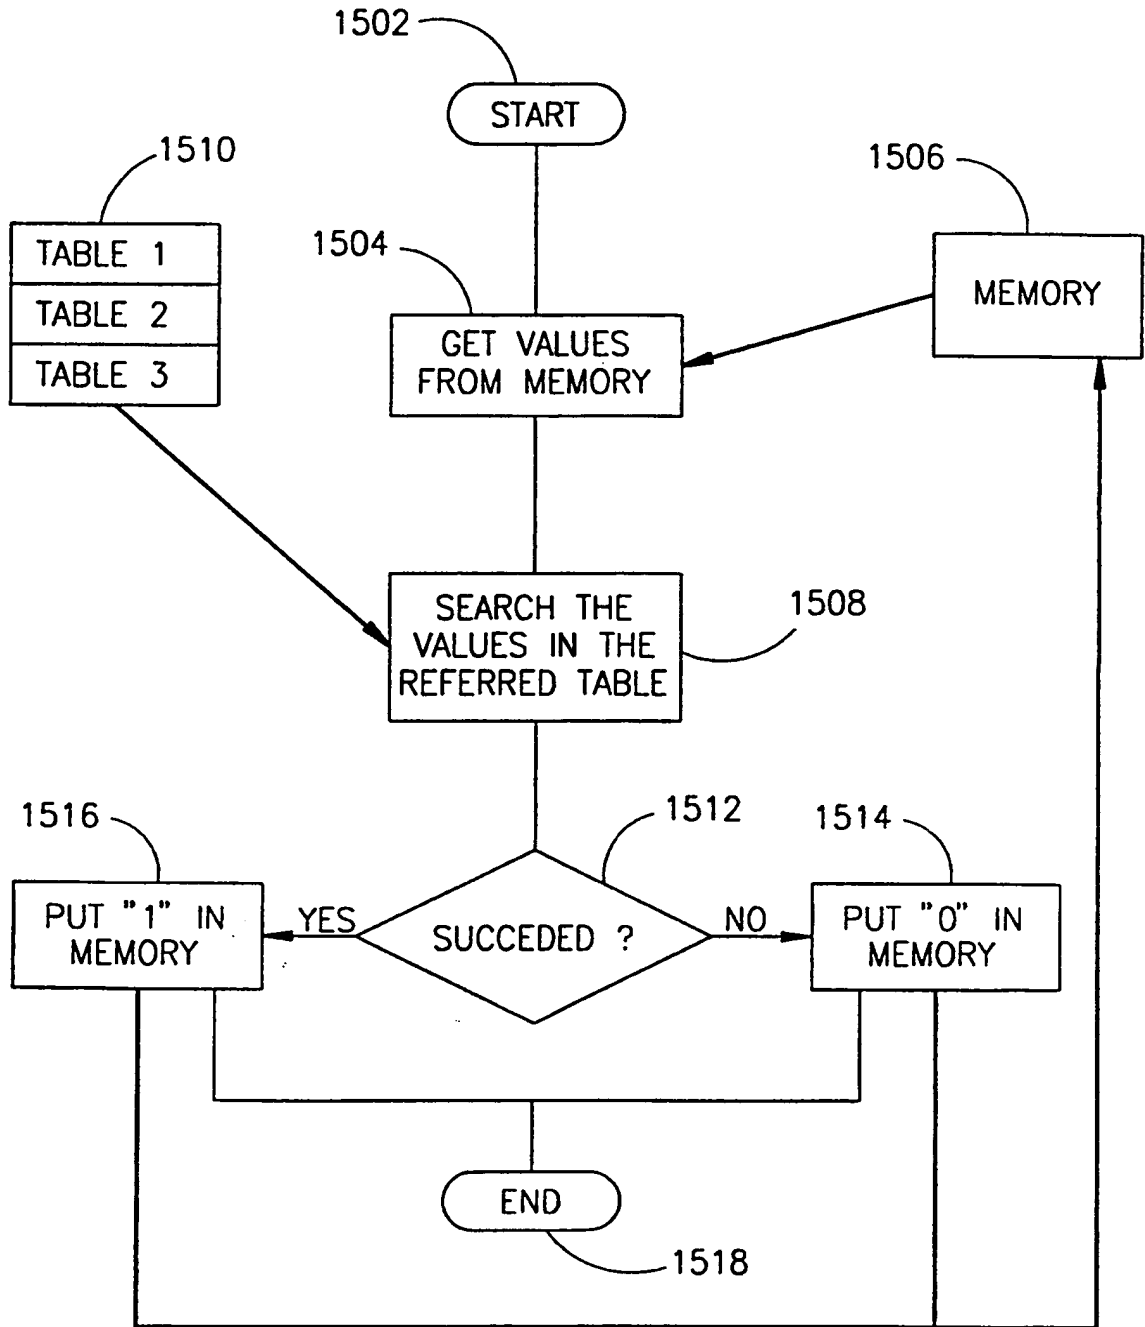 1502
START
1510
1506
TABLE 1
TABLE 2
TABLE 3
1504
MEMORY
GET VALUES
FROM MEMORY
SEARCH THE
VALUES IN THE
REFERRED TABLE
1508
1516
1512
1514
PUT "1" IN
MEMORY
YES
SUCCEDED ?
NO
PUT "0" IN
MEMORY
END
1518